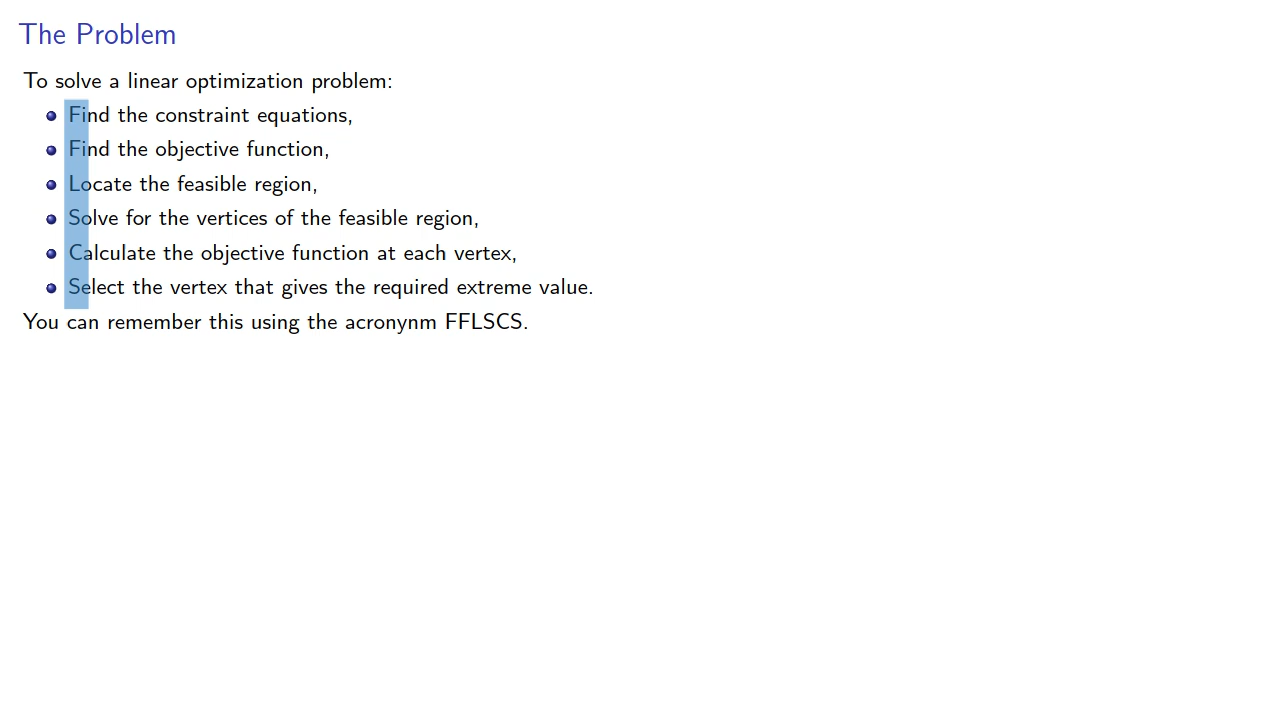 The Problem
To solve a linear optimization problem:
Find the constraint equations,
Find the objective function,
Locate the feasible region,
Solve for the vertices of the feasible region,
Calculate the objective function at each vertex,
Select the vertex that gives the required extreme value.
You can remember this using the acronynm FFLSCS.